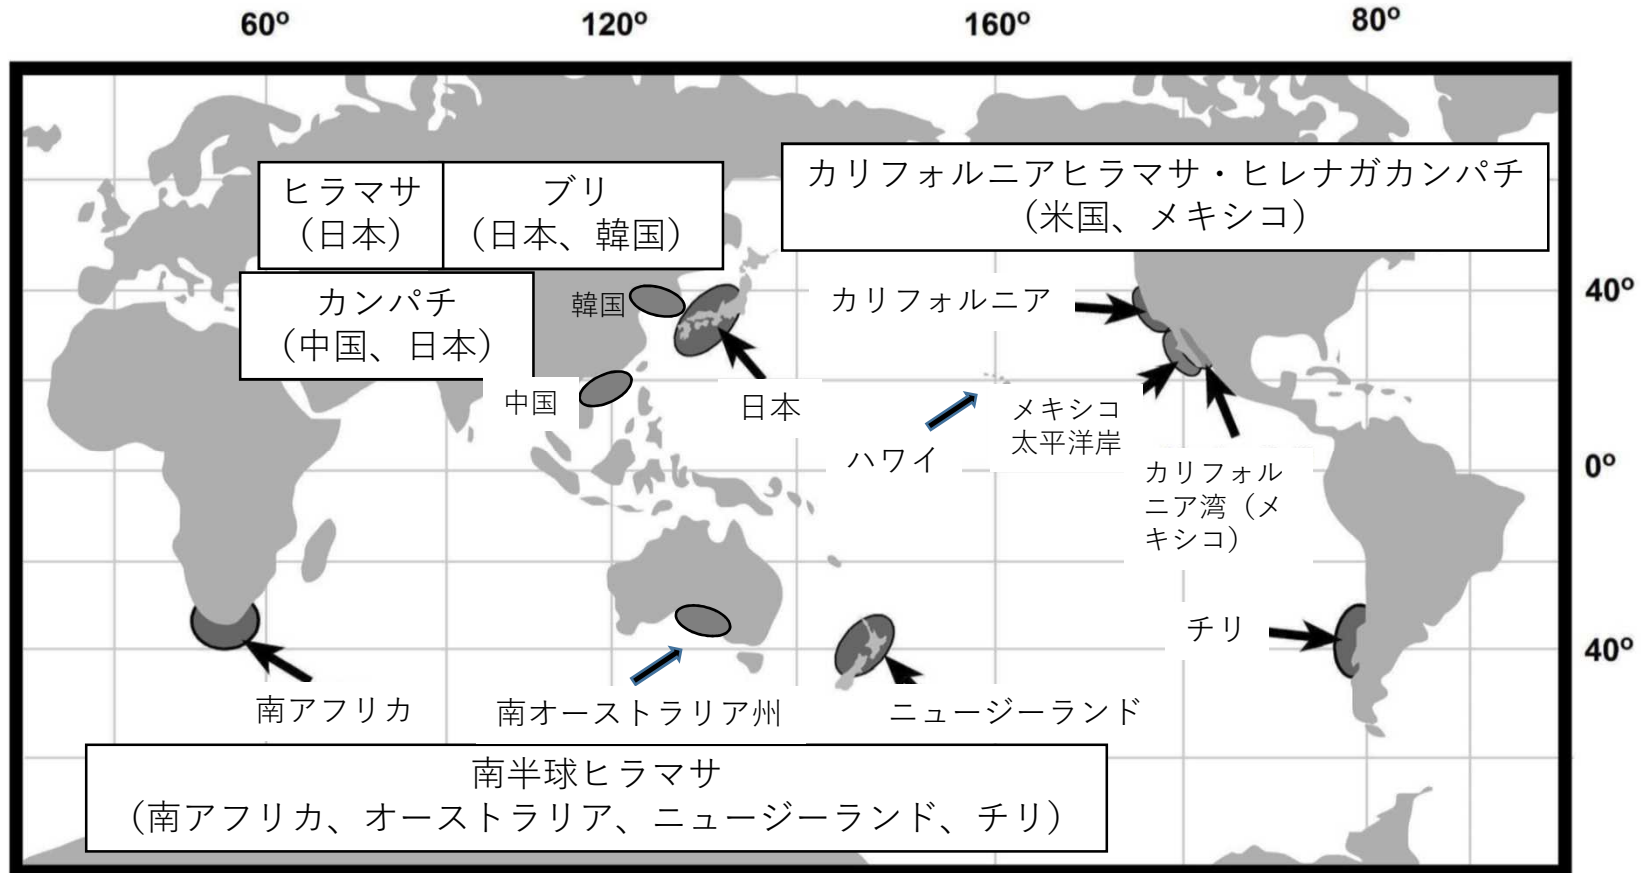 60º
120º
160º
80º
ヒラマサ
（日本）
ブリ
（日本、韓国）
カリフォルニアヒラマサ・ヒレナガカンパチ
（米国、メキシコ）
カンパチ
（中国、日本）
韓国
カリフォルニア
40º
中国
日本
メキシコ
太平洋岸
ハワイ
カリフォル
ニア湾（メ
キシコ）
0º
チリ
40º
南アフリカ
南オーストラリア州
ニュージーランド
南半球ヒラマサ
（南アフリカ、オーストラリア、ニュージーランド、チリ）